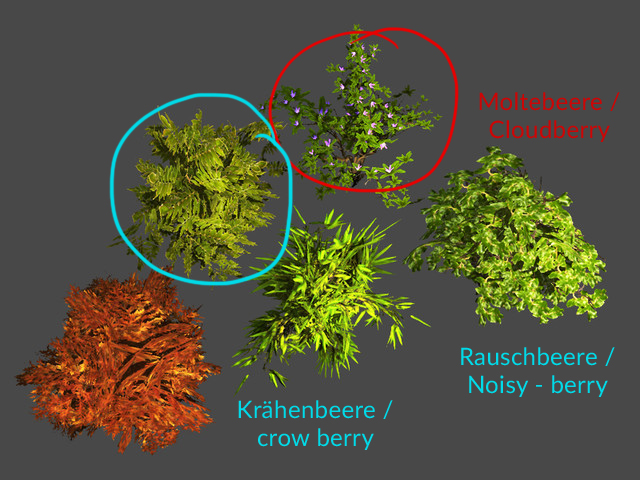 Moltebeere /
Cloudberry
Rauschbeere /
Noisy - berry
Krähenbeere /
crow berry